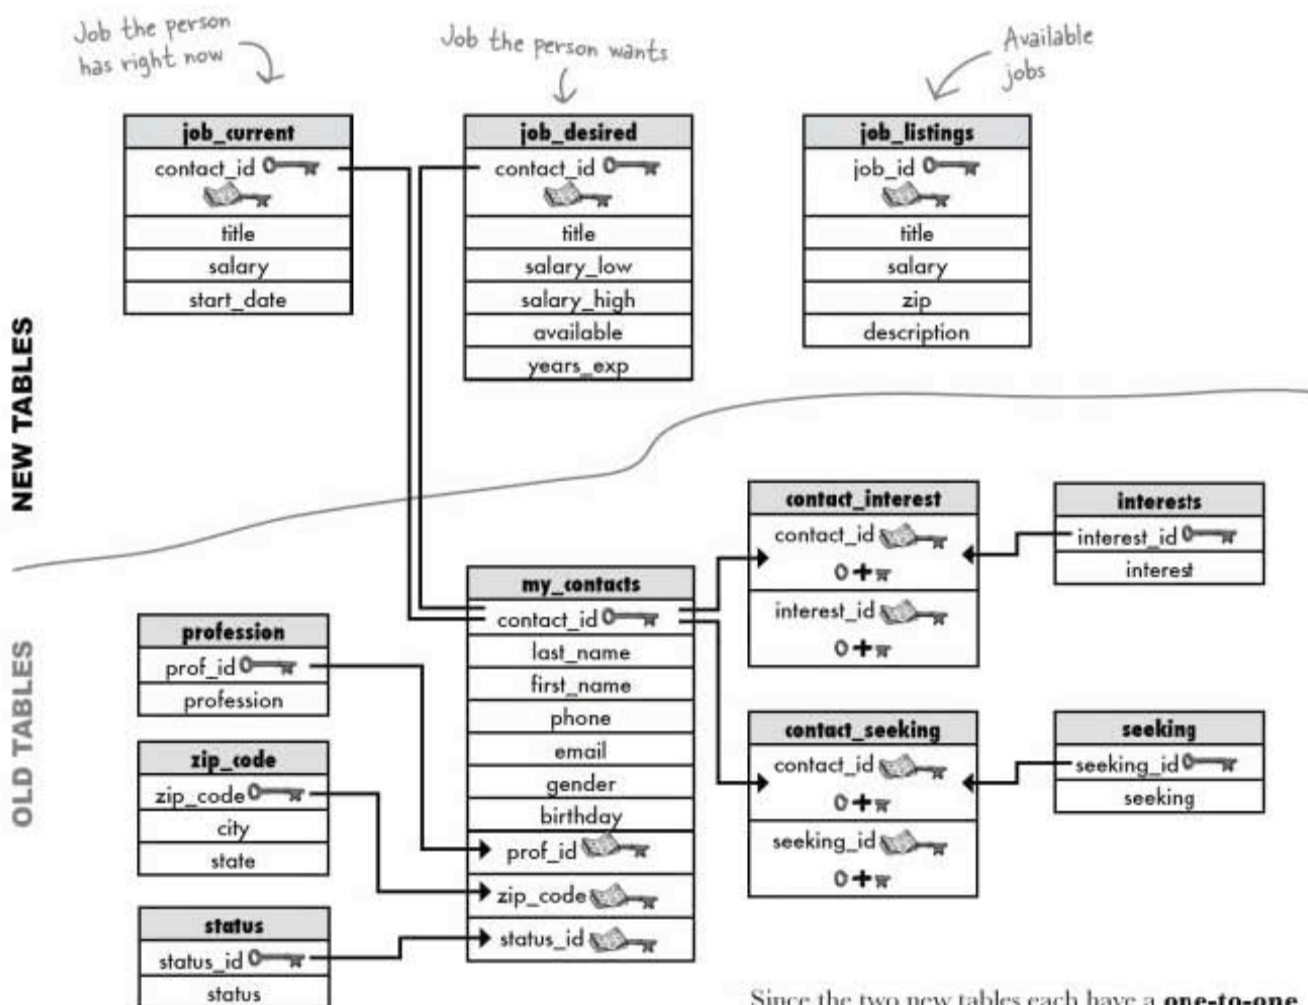 Job the person
has right now
Job the person wants
Available
jobs
NEW TABLES
job_current
contact_id
title
salary
start_date
job_desired
contact_id
title
salary_low
salary_high
available
years_exp
job_listings
job_id
title
salary
zip
description
OLD TABLES
profession
prof_id
profession
zip_code
zip_code
city
state
status
status_id
status
my_contacts
contact_id
last_name
first_name
phone
email
gender
birthday
prof_id
zip_code
status_id
contact_interest
contact_id
interest_id
interests
interest_id
interest
contact_seeking
contact_id
seeking_id
seeking
seeking_id
seeking
Since the two new tables each have a one-to-one